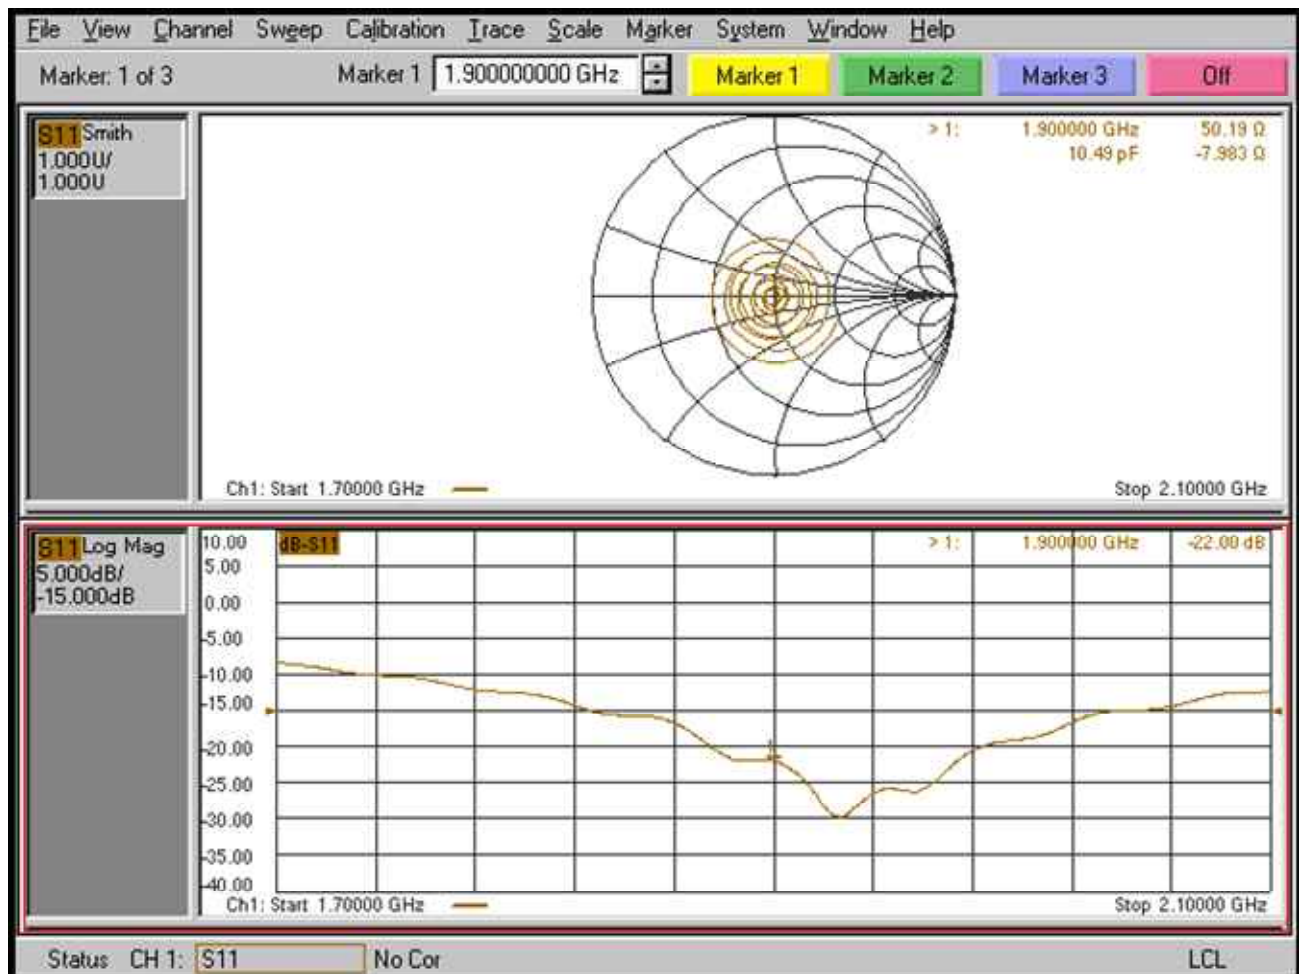 File View Channel Sweep Calibration Trace Scale Marker System Window Help
Marker: 1 of 3 Marker 1 1.900000000 GHz Marker 1 Marker 2 Marker 3 Off
S11 Smith
1.000U/
1.000U
> 1: 1.900000 GHz 50.19 Ω
10.49 pF -7.983 Ω
Ch1: Start 1.70000 GHz Stop 2.10000 GHz
S11 Log Mag
5.000dB/
-15.000dB
dB-S11
> 1: 1.900000 GHz -22.00 dB
10.00
5.00
0.00
-5.00
-10.00
-15.00
-20.00
-25.00
-30.00
-35.00
-40.00
Ch1: Start 1.70000 GHz Stop 2.10000 GHz
Status CH 1: S11 No Cor LCL